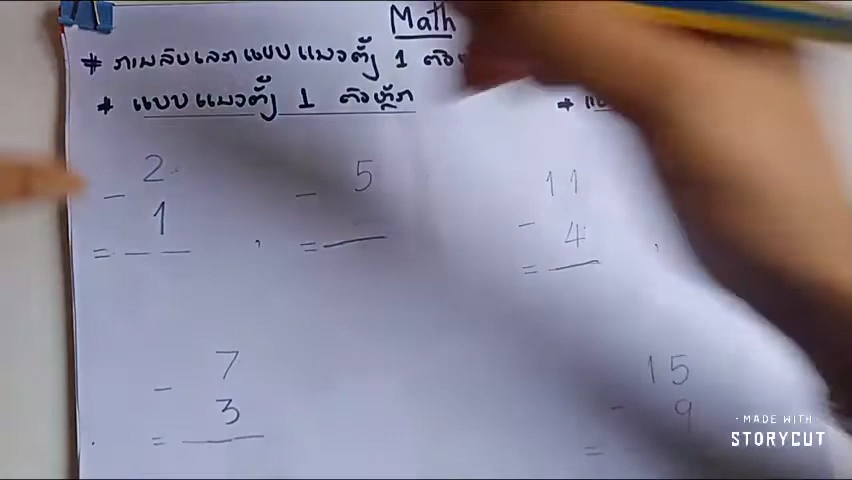 Math
* ການລົບເລກ ແບບ ແນວຕັ້ງ 1 ຕົວ
* ແບບແນວຕັ້ງ 1 ຕົວຫຼັກ
2 - 1 =
- 5 =
11 - 4 =
7 - 3 =
15 - 9 =
MADE WITH
STORYCUT